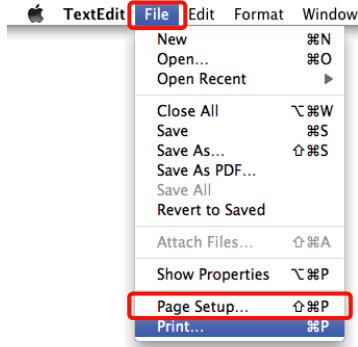 TextEdit File Edit Format Window
New ⌘N
Open... ⌘O
Open Recent ▶
Close All ⌥⌘W
Save ⌘S
Save As... ⇧⌘S
Save As PDF...
Save All
Revert to Saved
Attach Files... ⇧⌘A
Show Properties ⌥⌘P
Page Setup... ⇧⌘P
Print... ⌘P